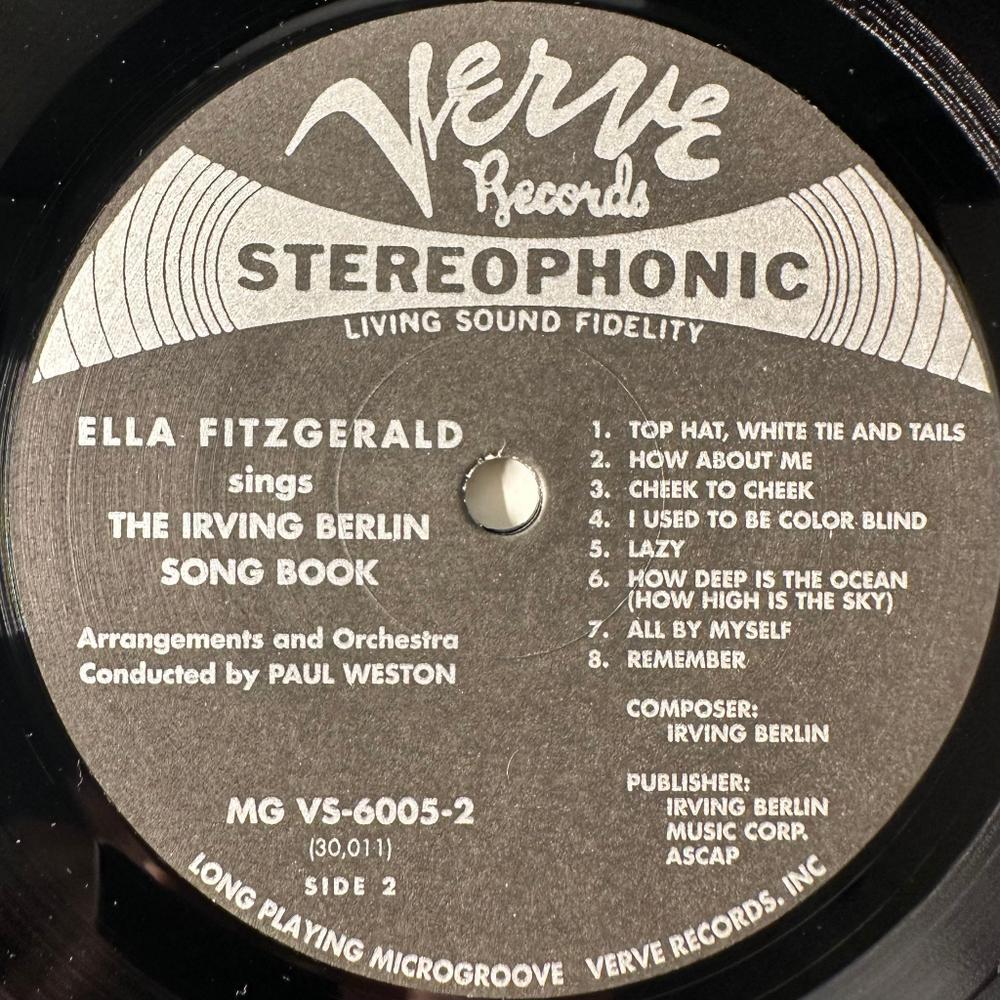 Verve
Records
STEREOPHONIC
LIVING SOUND FIDELITY
ELLA FITZGERALD
sings
THE IRVING BERLIN
SONG BOOK
Arrangements and Orchestra
Conducted by PAUL WESTON
1. TOP HAT, WHITE TIE AND TAILS
2. HOW ABOUT ME
3. CHEEK TO CHEEK
4. I USED TO BE COLOR BLIND
5. LAZY
6. HOW DEEP IS THE OCEAN
(HOW HIGH IS THE SKY)
7. ALL BY MYSELF
8. REMEMBER
COMPOSER:
IRVING BERLIN
PUBLISHER:
IRVING BERLIN
MUSIC CORP.
ASCAP
MG VS-6005-2
(30,011)
SIDE 2
LONG PLAYING MICROGROOVE VERVE RECORDS, INC